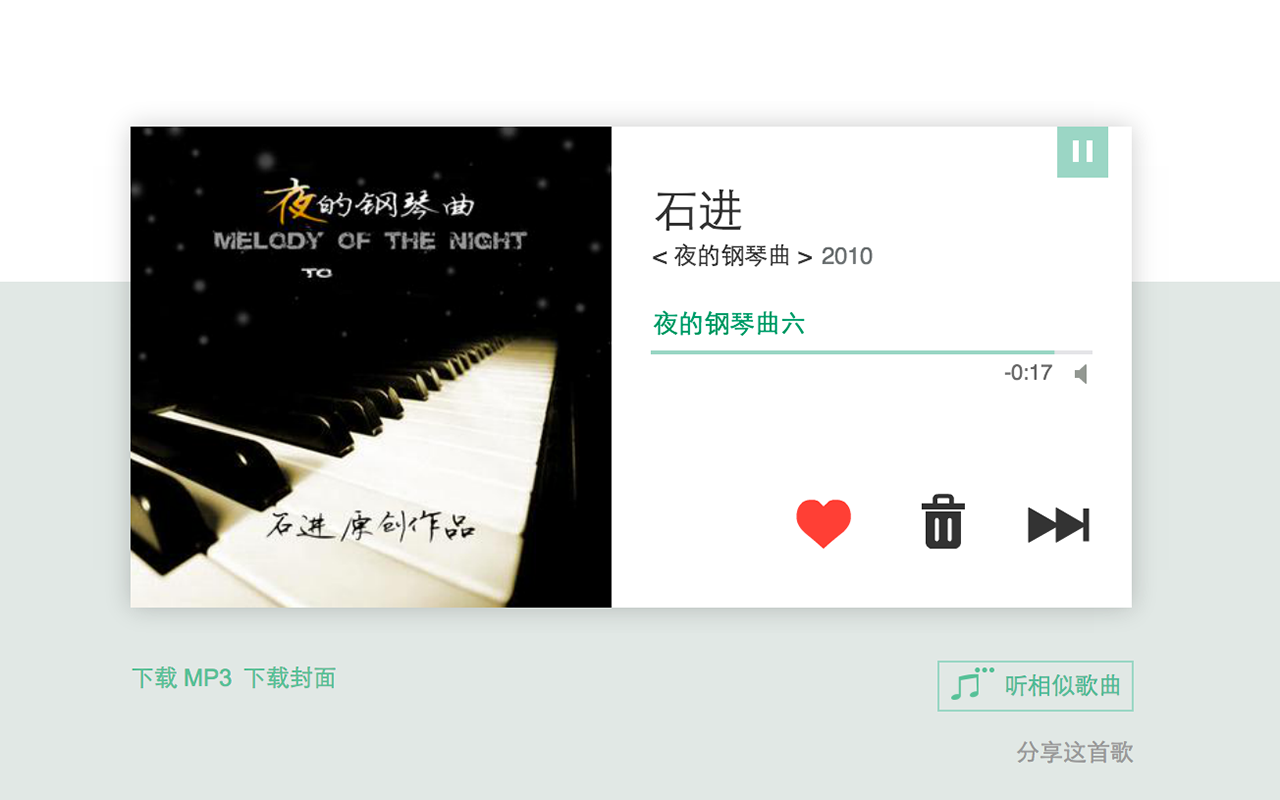 夜的钢琴曲
MELODY OF THE NIGHT
TO
石进 原创作品
石进
< 夜的钢琴曲 > 2010
夜的钢琴曲六
-0:17
下载 MP3 下载封面
听相似歌曲
分享这首歌